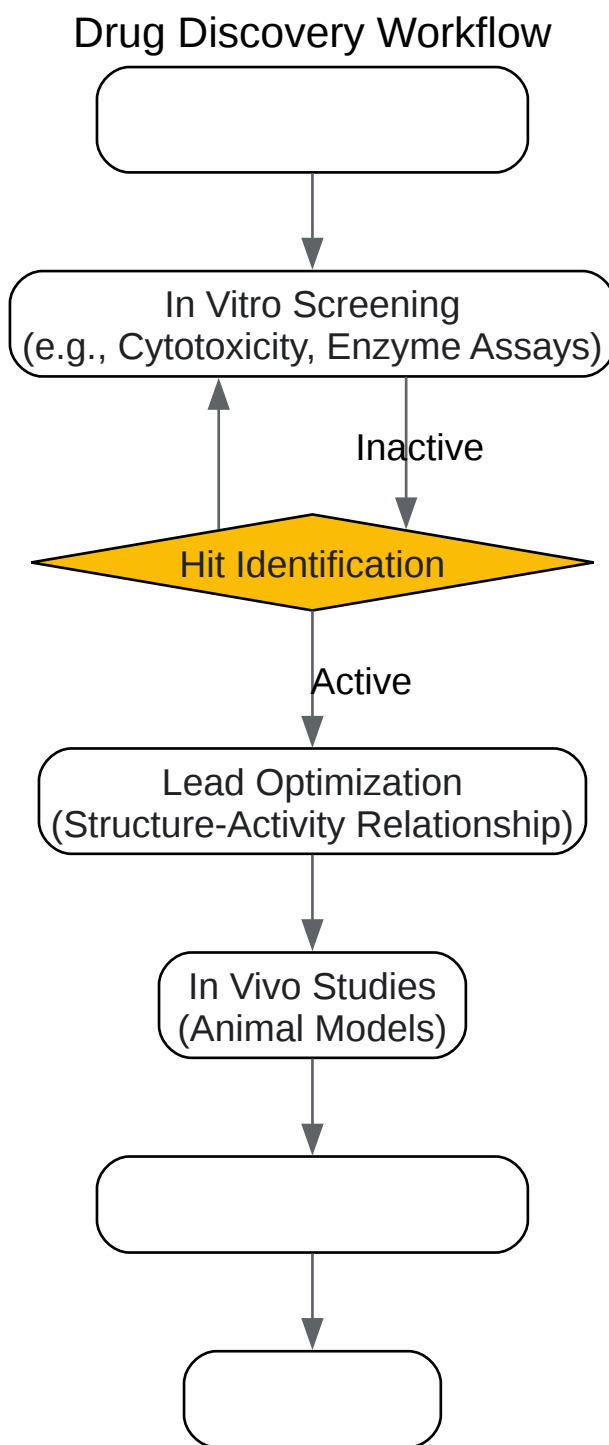 Drug Discovery Workflow
In Vitro Screening
(e.g., Cytotoxicity, Enzyme Assays)
Inactive
Hit Identification
Active
Lead Optimization
(Structure-Activity Relationship)
In Vivo Studies
(Animal Models)